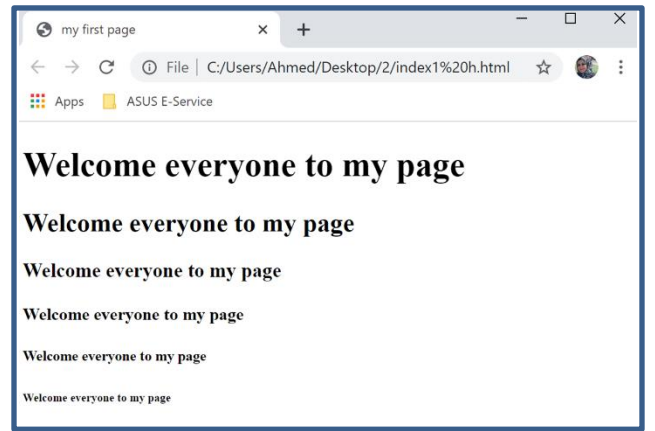 my first page
File | C:/Users/Ahmed/Desktop/2/index1%20h.html
Apps ASUS E-Service
Welcome everyone to my page
Welcome everyone to my page
Welcome everyone to my page
Welcome everyone to my page
Welcome everyone to my page
Welcome everyone to my page